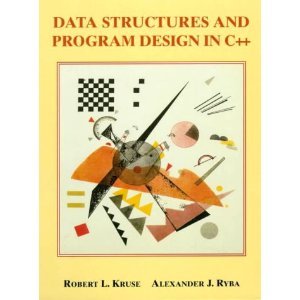 DATA STRUCTURES AND
PROGRAM DESIGN IN C++
ROBERT L. KRUSE ALEXANDER J. RYBA